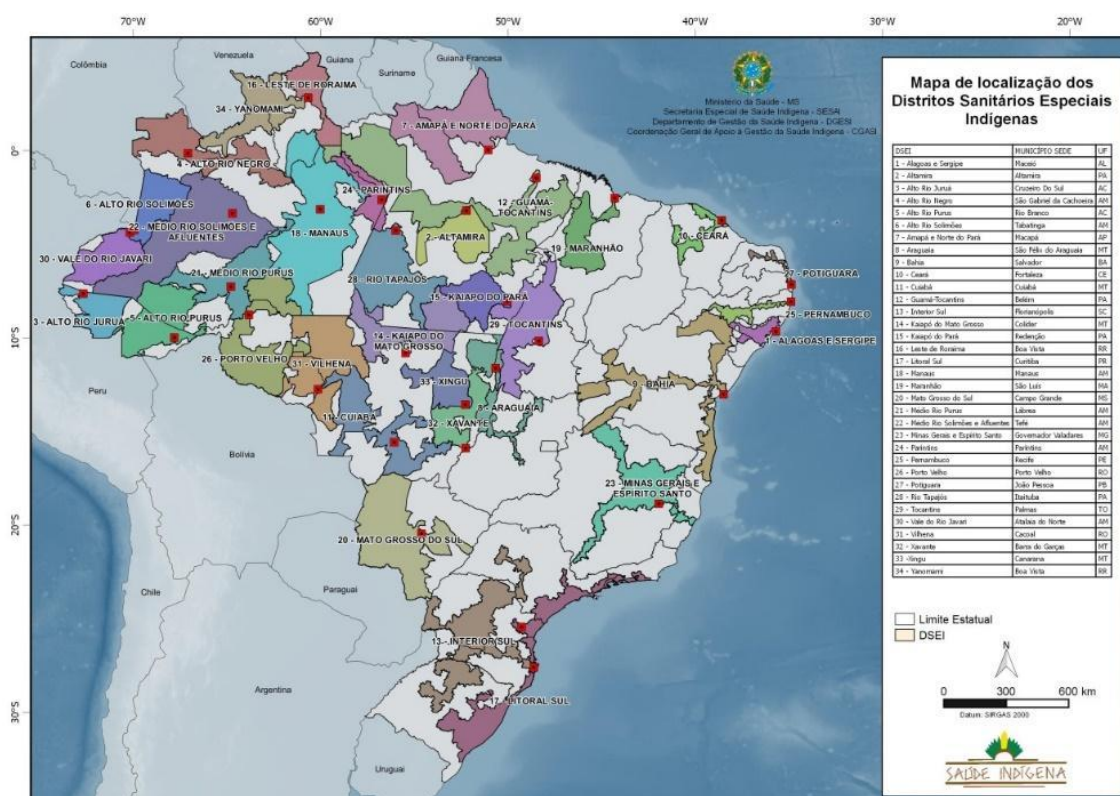 70°W 60°W 50°W 40°W 30°W 20°W
Colômbia
Venezuela
Guiana
Suriname
Guiana Francesa
16 - LESTE DE RORAIMA
34 - YANOMAMI
7 - AMAPÁ E NORTE DO PARÁ
0°
4 - ALTO RIO NEGRO
24 - PARINTINS
6 - ALTO RIO SOLIMÕES
22 - MÉDIO RIO SOLIMÕES E
AFLUENTES
18 - MANAUS
12 - GUAMÁ-
TOCANTINS
2 - ALTAMIRA
19 - MARANHÃO
10 - CEARÁ
30 - VALE DO RIO JAVARI
21 - MÉDIO RIO PURUS
28 - RIO TAPAJÓS
27 - POTIGUARA
15 - KAIAPÓ DO PARÁ
3 - ALTO RIO JURUÁ
5 - ALTO RIO PURUS
29 - TOCANTINS
25 - PERNAMBUCO
10°S
14 - KAIAPÓ DO
MATO GROSSO
1 - ALAGOAS E SERGIPE
26 - PORTO VELHO
31 - VILHENA
33 - XINGU
9 - BAHIA
8 - ARAGUAIA
11 - CUIABÁ
32 - XAVANTE
Peru
Bolívia
23 - MINAS GERAIS E
ESPÍRITO SANTO
20°S
20 - MATO GROSSO DO SUL
Chile
Paraguai
13 - INTERIOR SUL
Argentina
17 - LITORAL SUL
30°S
Uruguai
Ministério da Saúde - MS
Secretaria Especial de Saúde Indígena - SESAI
Departamento de Gestão da Saúde Indígena - DGESI
Coordenação Geral de Apoio à Gestão da Saúde Indígena - CGASI
Mapa de localização dos
Distritos Sanitários Especiais
Indígenas
DSEI MUNICÍPIO SEDE UF
1 - Alagoas e Sergipe Maceió AL
2 - Altamira Altamira PA
3 - Alto Rio Juruá Cruzeiro Do Sul AC
4 - Alto Rio Negro São Gabriel da Cachoeira AM
5 - Alto Rio Purus Rio Branco AC
6 - Alto Rio Solimões Tabatinga AM
7 - Amapá e Norte do Pará Macapá AP
8 - Araguaia São Félix do Araguaia MT
9 - Bahia Salvador BA
10 - Ceará Fortaleza CE
11 - Cuiabá Cuiabá MT
12 - Guamá-Tocantins Belém PA
13 - Interior Sul Florianópolis SC
14 - Kaiapó do Mato Grosso Colíder MT
15 - Kaiapó do Pará Redenção PA
16 - Leste de Roraima Boa Vista RR
17 - Litoral Sul Curitiba PR
18 - Manaus Manaus AM
19 - Maranhão São Luis MA
20 - Mato Grosso do Sul Campo Grande MS
21 - Médio Rio Purus Lábrea AM
22 - Médio Rio Solimões e Afluentes Tefé AM
23 - Minas Gerais e Espírito Santo Governador Valadares MG
24 - Parintins Parintins AM
25 - Pernambuco Recife PE
26 - Porto Velho Porto Velho RO
27 - Potiguara João Pessoa PB
28 - Rio Tapajós Itaituba PA
29 - Tocantins Palmas TO
30 - Vale do Rio Javari Atalaia do Norte AM
31 - Vilhena Cacoal RO
32 - Xavante Barra do Garças MT
33 -Xingu Canarana MT
34 - Yanomami Boa Vista RR
Limite Estatual
DSEI
N
0 300 600 km
Datum: SIRGAS 2000
SAÚDE INDÍGENA